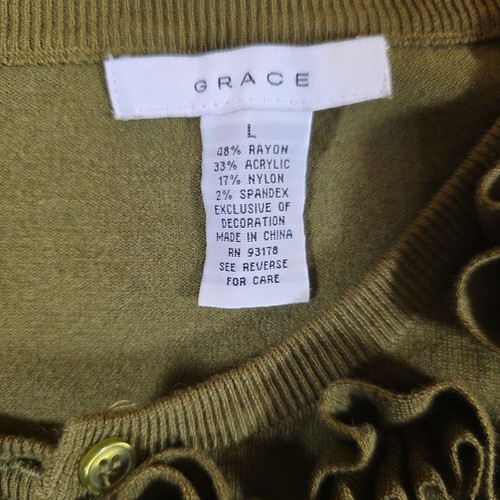 GRACE
L
48% RAYON
33% ACRYLIC
17% NYLON
2% SPANDEX
EXCLUSIVE OF
DECORATION
MADE IN CHINA
RN 93178
SEE REVERSE
FOR CARE